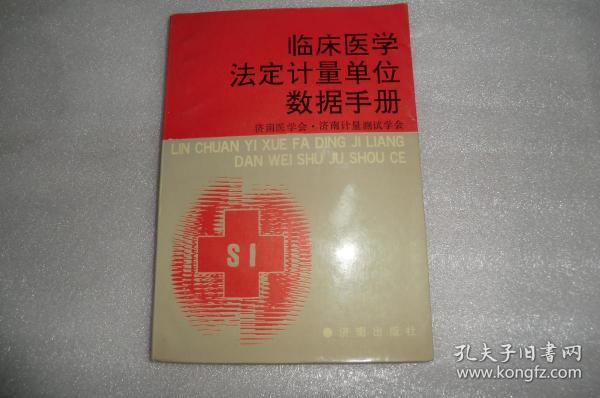 临床医学
法定计量单位
数据手册
济南医学会·济南计量测试学会
LIN CHUAN YI XUE FA DING JI LIANG
DAN WEI SHU JU SHOU CE
SI
济南出版社
孔夫子旧书网
www.kongfz.com